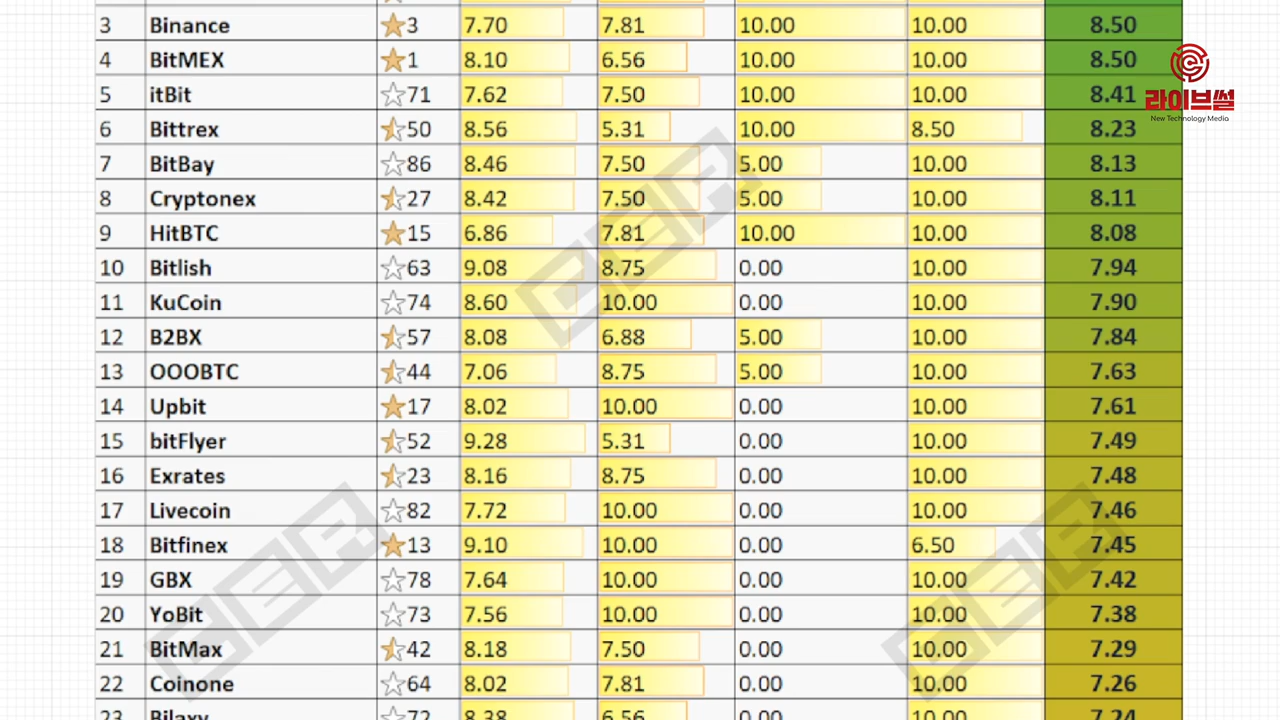 3 Binance 3 7.70 7.81 10.00 10.00 8.50
4 BitMEX 1 8.10 6.56 10.00 10.00 8.50
5 itBit 71 7.62 7.50 10.00 10.00 8.41
라이브썰
New Technology Media
6 Bittrex 50 8.56 5.31 10.00 8.50 8.23
7 BitBay 86 8.46 7.50 5.00 10.00 8.13
8 Cryptonex 27 8.42 7.50 5.00 10.00 8.11
9 HitBTC 15 6.86 7.81 10.00 10.00 8.08
10 Bitlish 63 9.08 8.75 0.00 10.00 7.94
11 KuCoin 74 8.60 10.00 0.00 10.00 7.90
12 B2BX 57 8.08 6.88 5.00 10.00 7.84
13 OOOBTC 44 7.06 8.75 5.00 10.00 7.63
14 Upbit 17 8.02 10.00 0.00 10.00 7.61
15 bitFlyer 52 9.28 5.31 0.00 10.00 7.49
16 Exrates 23 8.16 8.75 0.00 10.00 7.48
17 Livecoin 82 7.72 10.00 0.00 10.00 7.46
18 Bitfinex 13 9.10 10.00 0.00 6.50 7.45
19 GBX 78 7.64 10.00 0.00 10.00 7.42
20 YoBit 73 7.56 10.00 0.00 10.00 7.38
21 BitMax 42 8.18 7.50 0.00 10.00 7.29
22 Coinone 64 8.02 7.81 0.00 10.00 7.26
23 Bilaxy 72 8.38 6.56 0.00 10.00 7.24